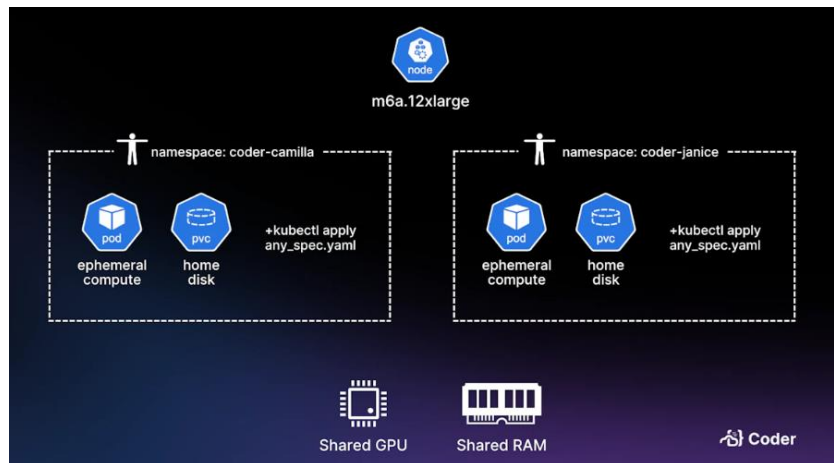 node
m6a.12xlarge
namespace: coder-camilla
namespace: coder-janice
pod
pvc
+kubectl apply
any_spec.yaml
ephemeral
compute
home
disk
pod
pvc
+kubectl apply
any_spec.yaml
ephemeral
compute
home
disk
Shared GPU
Shared RAM
Coder